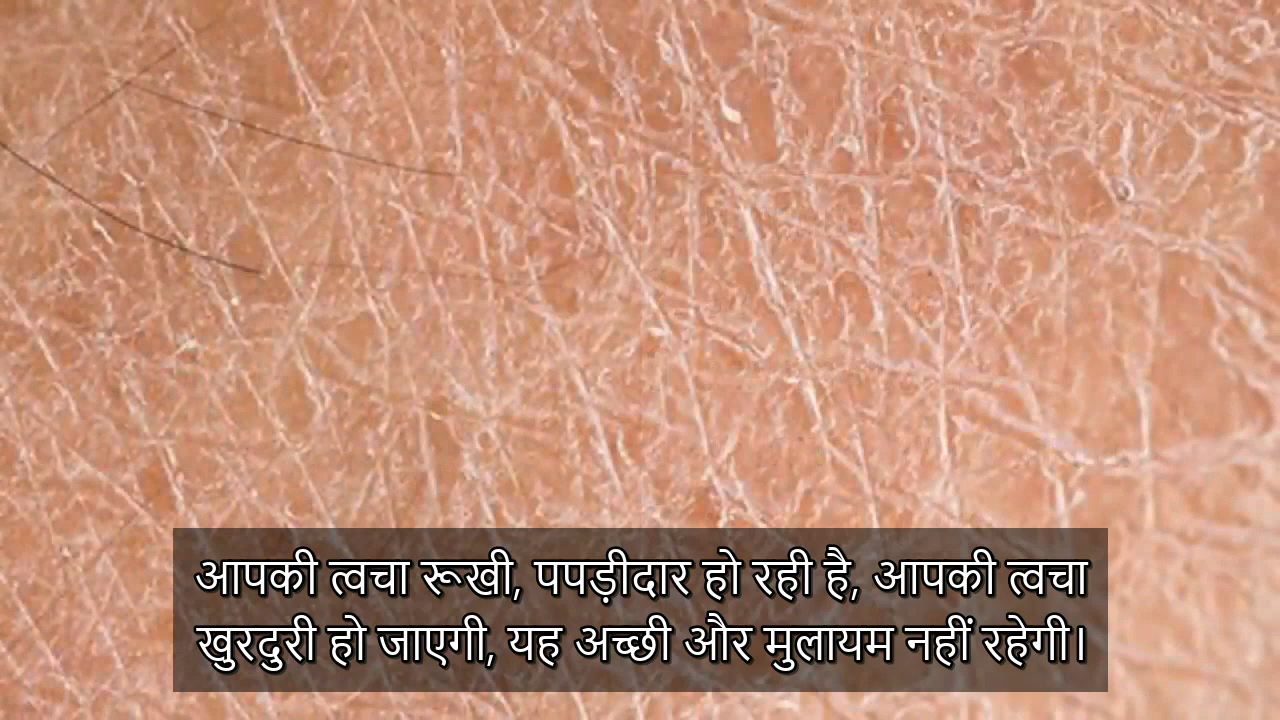 आपकी त्वचा रूखी, पपड़ीदार हो रही है, आपकी त्वचा
खुरदुरी हो जाएगी, यह अच्छी और मुलायम नहीं रहेगी।